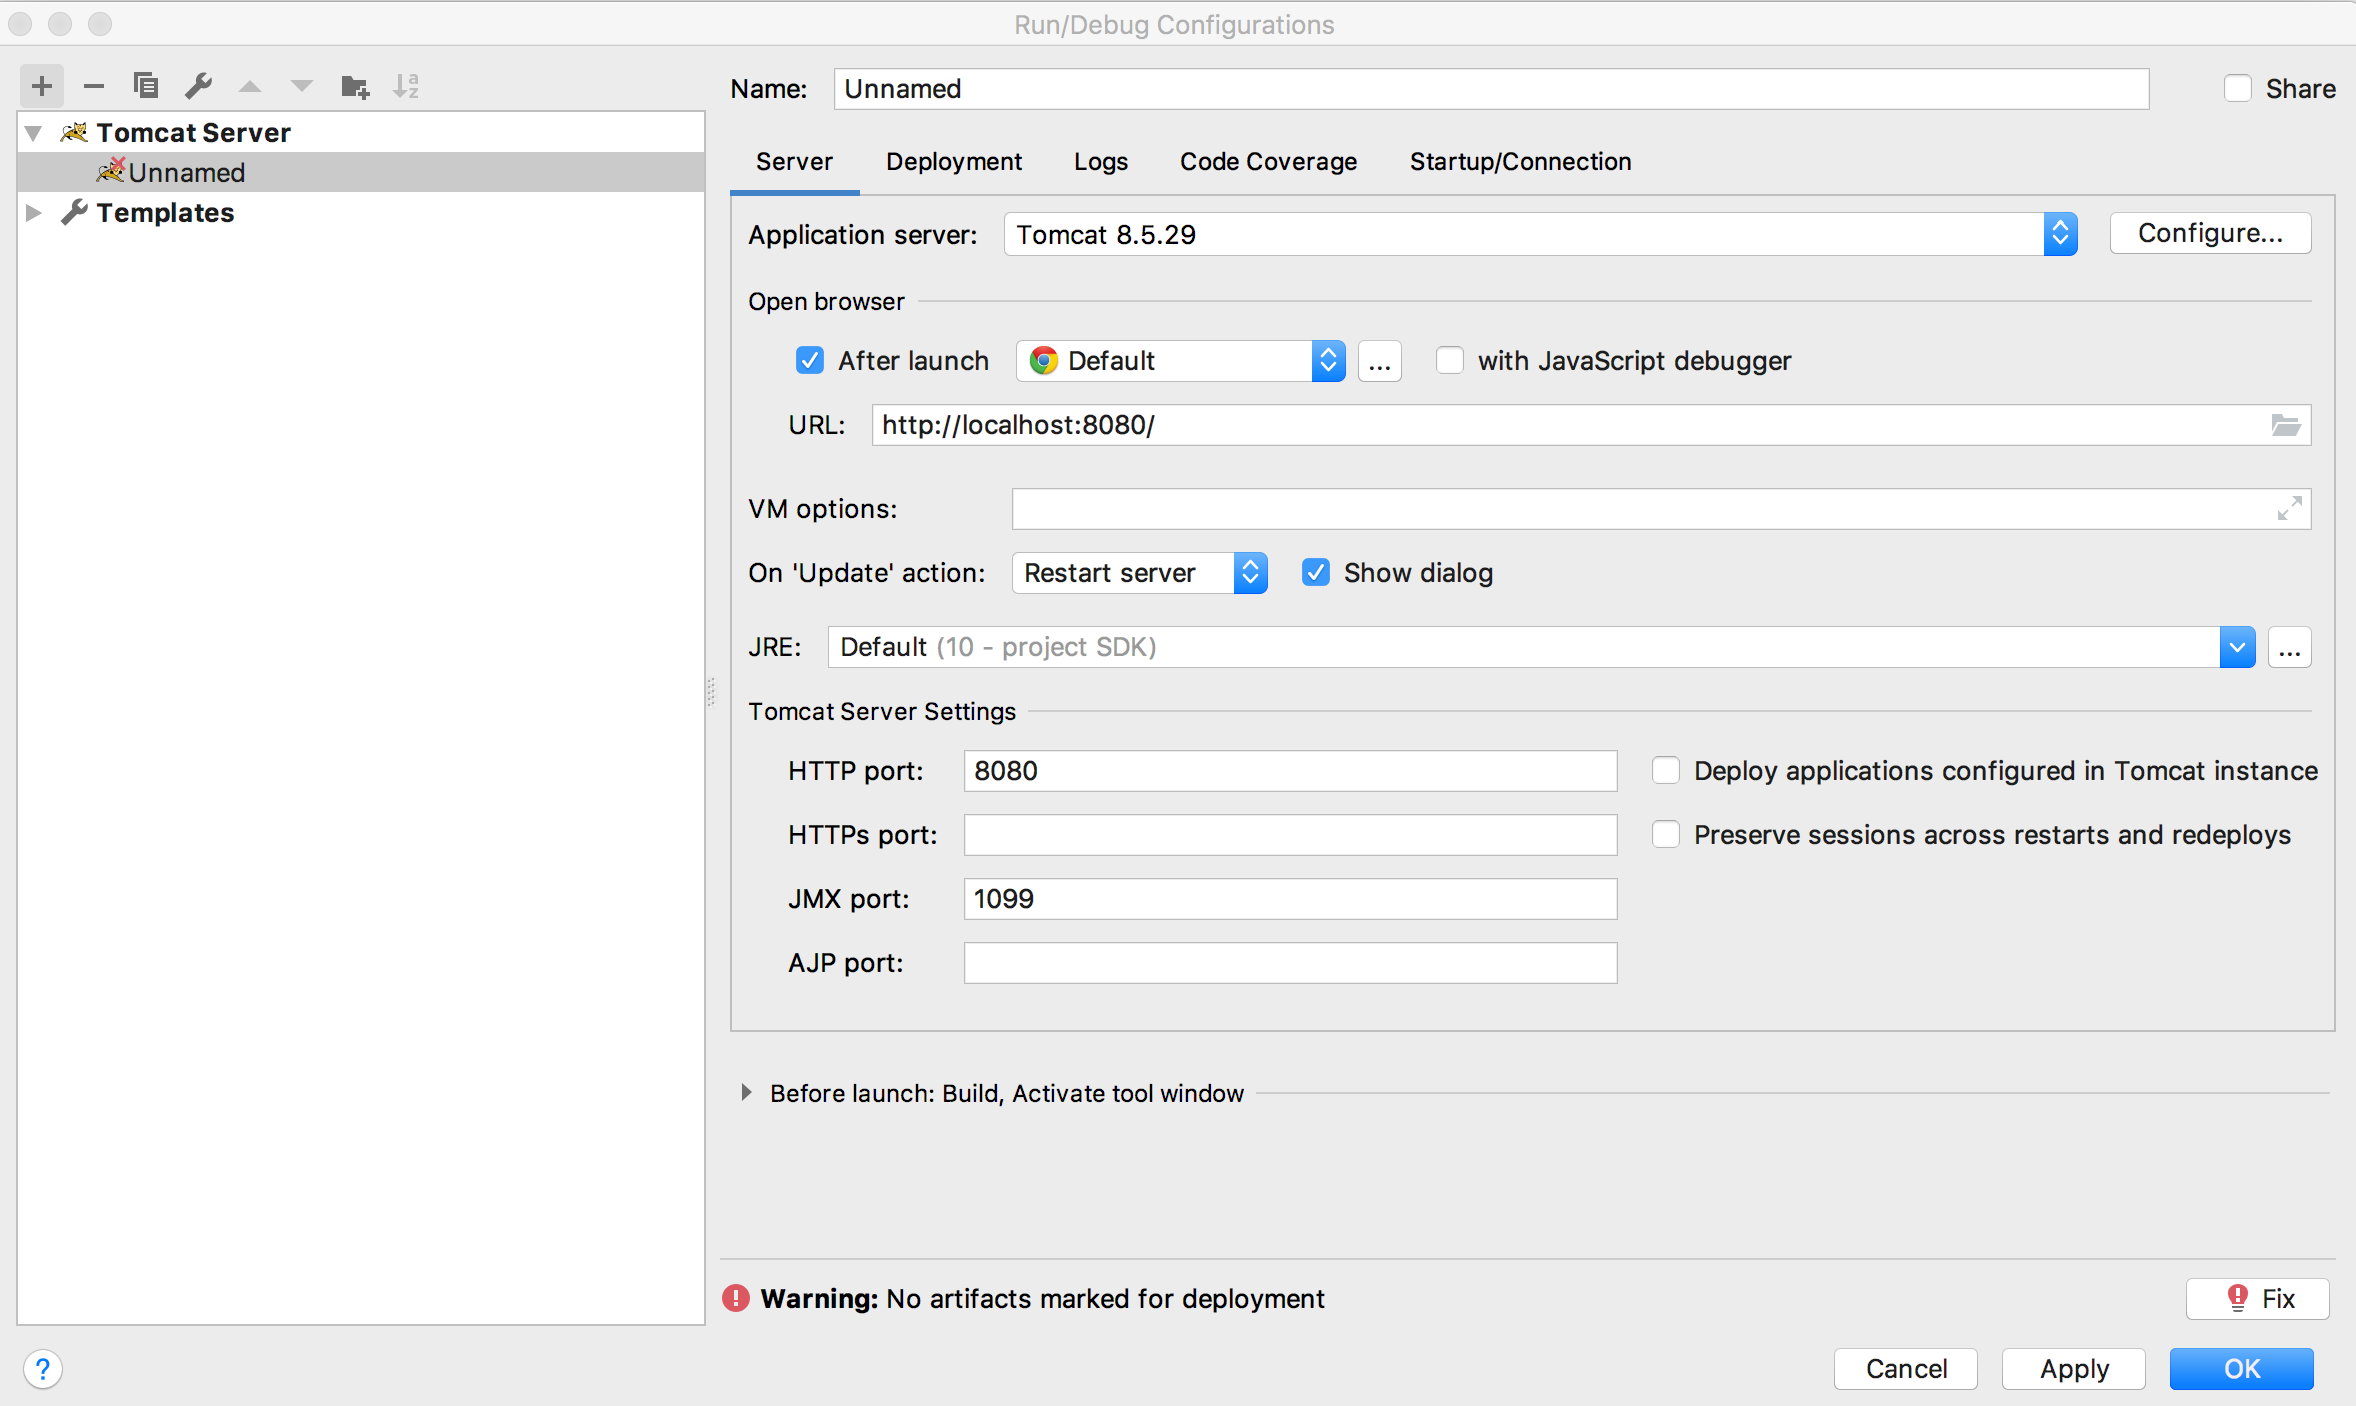 Run/Debug Configurations
Name: Unnamed Share
Tomcat Server
Unnamed
Templates
Server Deployment Logs Code Coverage Startup/Connection
Application server: Tomcat 8.5.29 Configure...
Open browser
After launch Default ... with JavaScript debugger
URL: http://localhost:8080/
VM options:
On 'Update' action: Restart server Show dialog
JRE: Default (10 - project SDK) ...
Tomcat Server Settings
HTTP port: 8080 Deploy applications configured in Tomcat instance
HTTPs port: Preserve sessions across restarts and redeploys
JMX port: 1099
AJP port:
Before launch: Build, Activate tool window
Warning: No artifacts marked for deployment Fix
? Cancel Apply OK